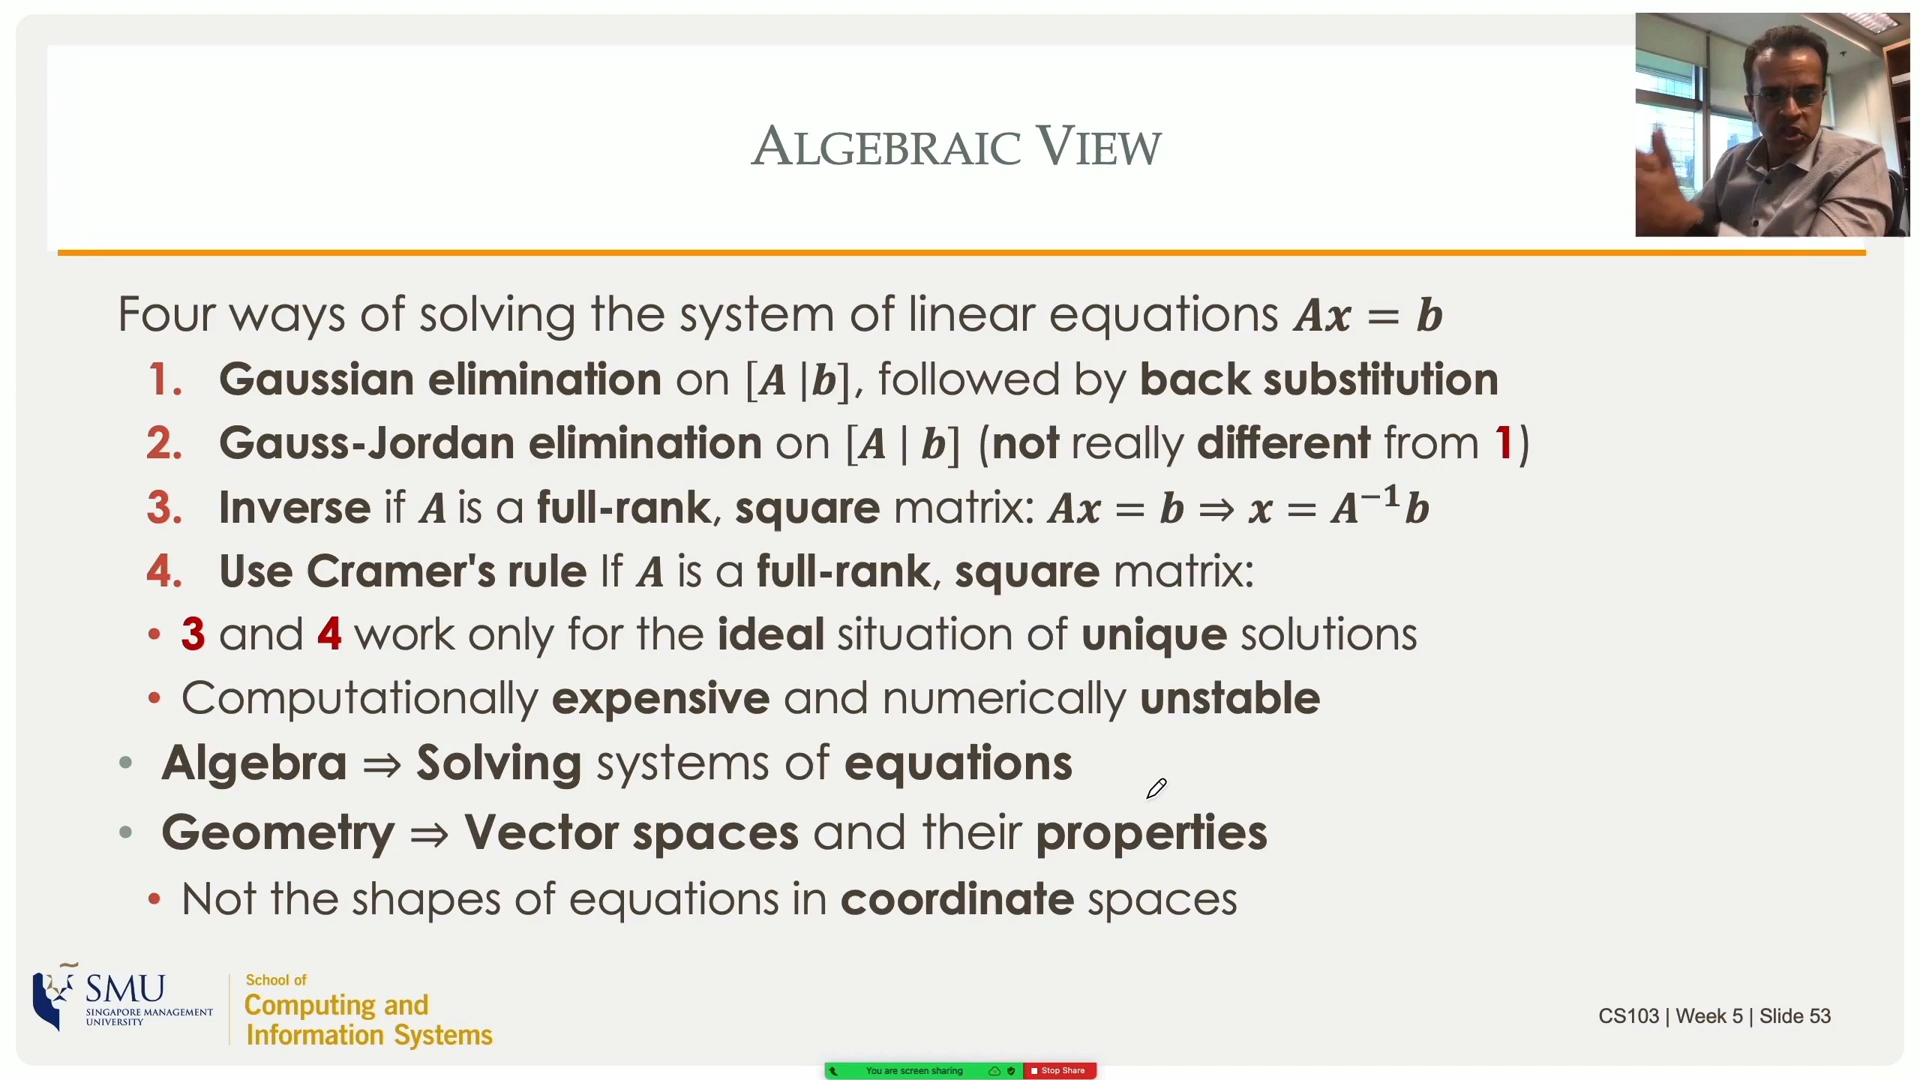 ALGEBRAIC VIEW
Four ways of solving the system of linear equations Ax = b
1. Gaussian elimination on [A |b], followed by back substitution
2. Gauss-Jordan elimination on [A | b] (not really different from 1)
3. Inverse if A is a full-rank, square matrix: Ax = b ⇒ x = A⁻¹b
4. Use Cramer's rule If A is a full-rank, square matrix:
• 3 and 4 work only for the ideal situation of unique solutions
• Computationally expensive and numerically unstable
• Algebra ⇒ Solving systems of equations
• Geometry ⇒ Vector spaces and their properties
• Not the shapes of equations in coordinate spaces
SMU
SINGAPORE MANAGEMENT
UNIVERSITY
School of
Computing and
Information Systems
CS103 | Week 5 | Slide 53
You are screen sharing
Stop Share